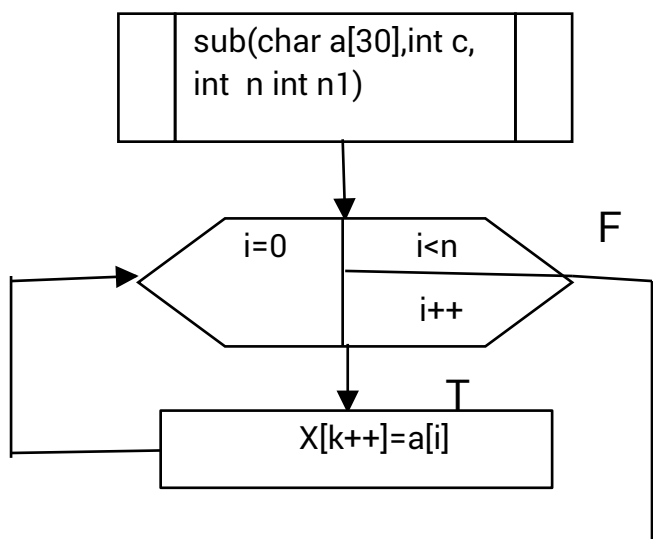 sub(char a[30],int c,
int n int n1)
i=0
i<n
F
i++
T
X[k++]=a[i]